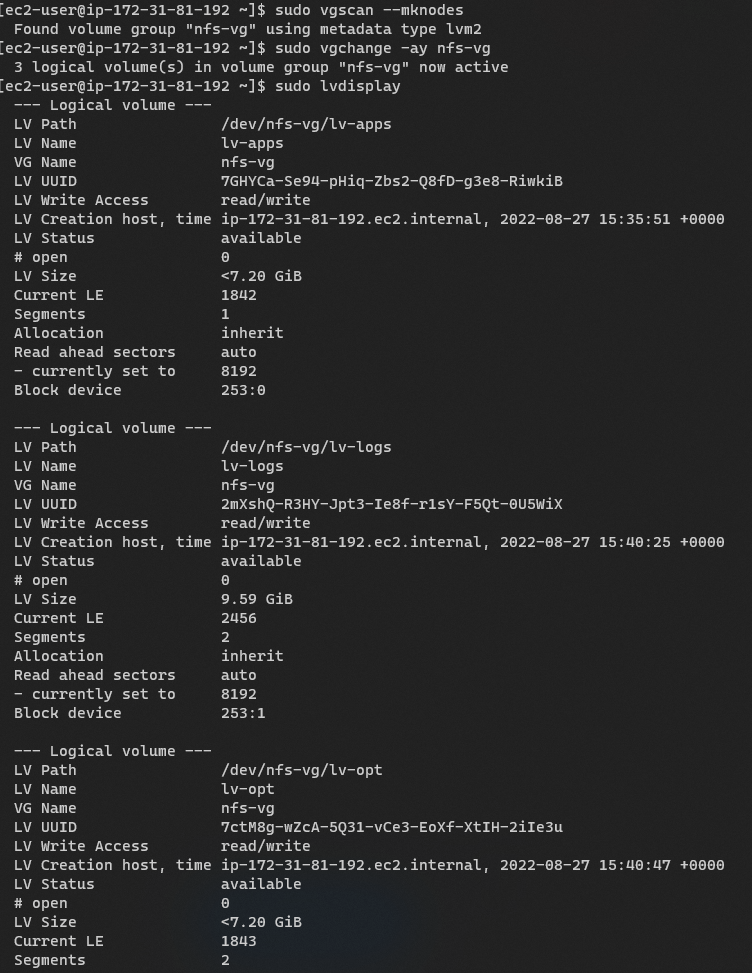 [ec2-user@ip-172-31-81-192 ~]$ sudo vgscan --mknodes
  Found volume group "nfs-vg" using metadata type lvm2
[ec2-user@ip-172-31-81-192 ~]$ sudo vgchange -ay nfs-vg
  3 logical volume(s) in volume group "nfs-vg" now active
[ec2-user@ip-172-31-81-192 ~]$ sudo lvdisplay
  --- Logical volume ---
  LV Path                /dev/nfs-vg/lv-apps
  LV Name                lv-apps
  VG Name                nfs-vg
  LV UUID                7GHYCa-Se94-pHiq-Zbs2-Q8fD-g3e8-RiwkiB
  LV Write Access        read/write
  LV Creation host, time ip-172-31-81-192.ec2.internal, 2022-08-27 15:35:51 +0000
  LV Status              available
  # open                 0
  LV Size                <7.20 GiB
  Current LE             1842
  Segments               1
  Allocation             inherit
  Read ahead sectors     auto
  - currently set to     8192
  Block device           253:0

  --- Logical volume ---
  LV Path                /dev/nfs-vg/lv-logs
  LV Name                lv-logs
  VG Name                nfs-vg
  LV UUID                2mXshQ-R3HY-Jpt3-Ie8f-r1sY-F5Qt-0U5WiX
  LV Write Access        read/write
  LV Creation host, time ip-172-31-81-192.ec2.internal, 2022-08-27 15:40:25 +0000
  LV Status              available
  # open                 0
  LV Size                9.59 GiB
  Current LE             2456
  Segments               2
  Allocation             inherit
  Read ahead sectors     auto
  - currently set to     8192
  Block device           253:1

  --- Logical volume ---
  LV Path                /dev/nfs-vg/lv-opt
  LV Name                lv-opt
  VG Name                nfs-vg
  LV UUID                7ctM8g-wZcA-5Q31-vCe3-EoXf-XtIH-2iIe3u
  LV Write Access        read/write
  LV Creation host, time ip-172-31-81-192.ec2.internal, 2022-08-27 15:40:47 +0000
  LV Status              available
  # open                 0
  LV Size                <7.20 GiB
  Current LE             1843
  Segments               2